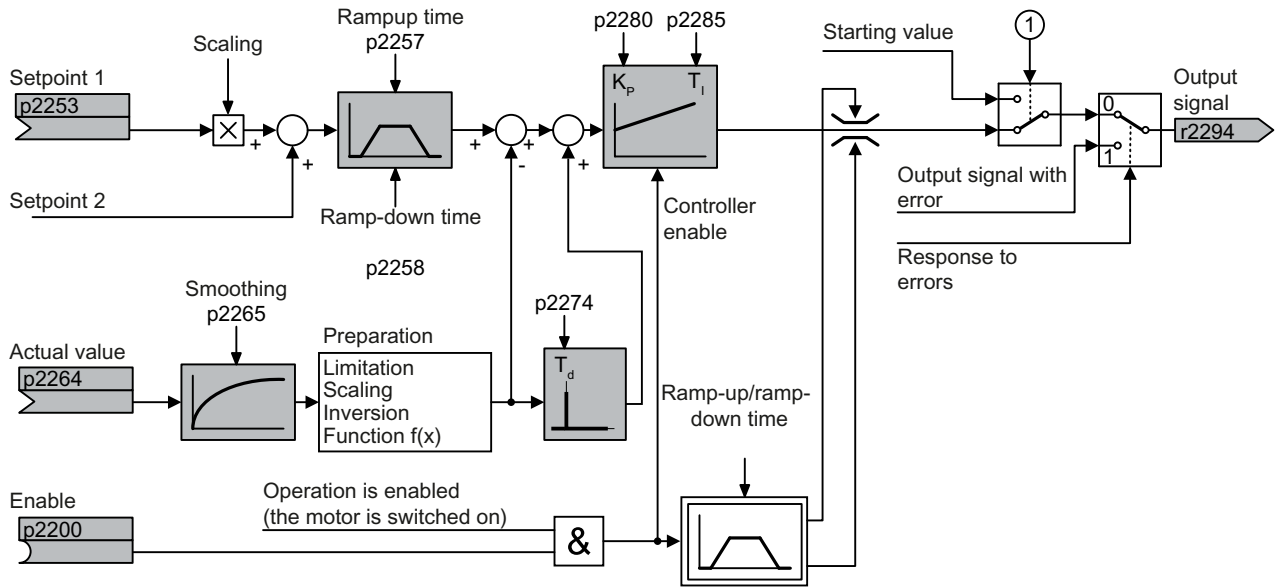 Rampup time
p2257
Scaling
p2280
p2285
Starting value
1
Setpoint 1
p2253
K_P
T_I
Output
signal
r2294
0
1
+
+
+
-
+
+
Setpoint 2
Ramp-down time
p2258
Controller
enable
Output signal with
error
Response to
errors
Smoothing
p2265
p2274
Actual value
p2264
Preparation
Limitation
Scaling
Inversion
Function f(x)
T_d
Ramp-up/ramp-
down time
Enable
p2200
Operation is enabled
(the motor is switched on)
&